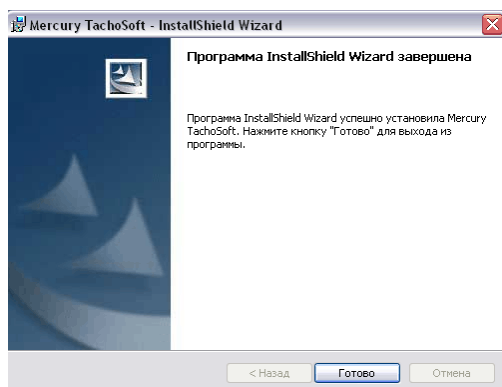 Mercury TachoSoft - InstallShield Wizard
Программа InstallShield Wizard завершена
Программа InstallShield Wizard успешно установила Mercury
TachoSoft. Нажмите кнопку "Готово" для выхода из
программы.
< Назад Готово Отмена